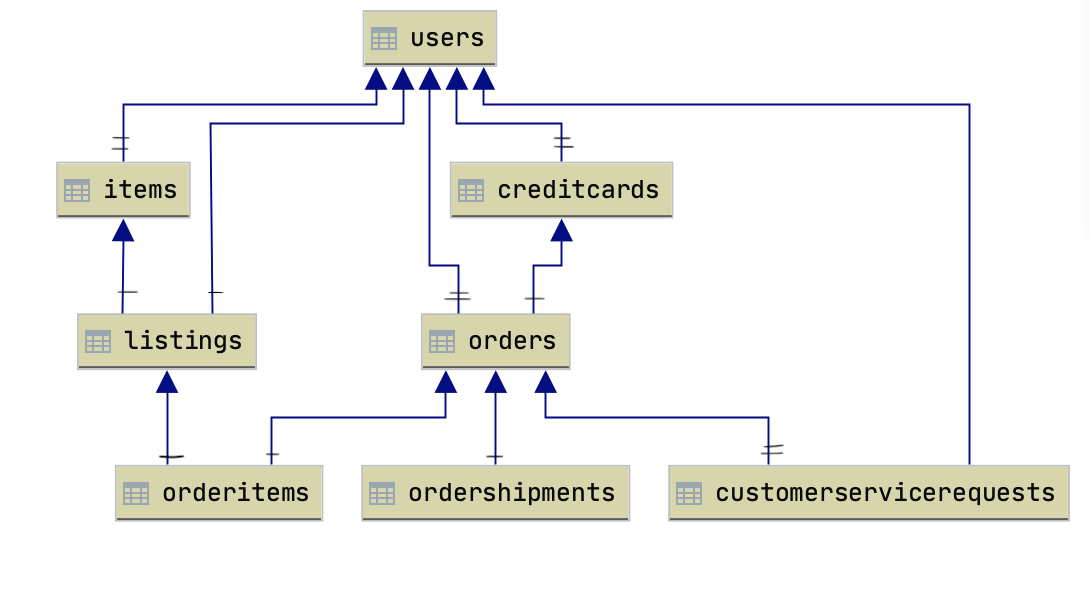 users
items
creditcards
listings
orders
orderitems
ordershipments
customerservicerequests